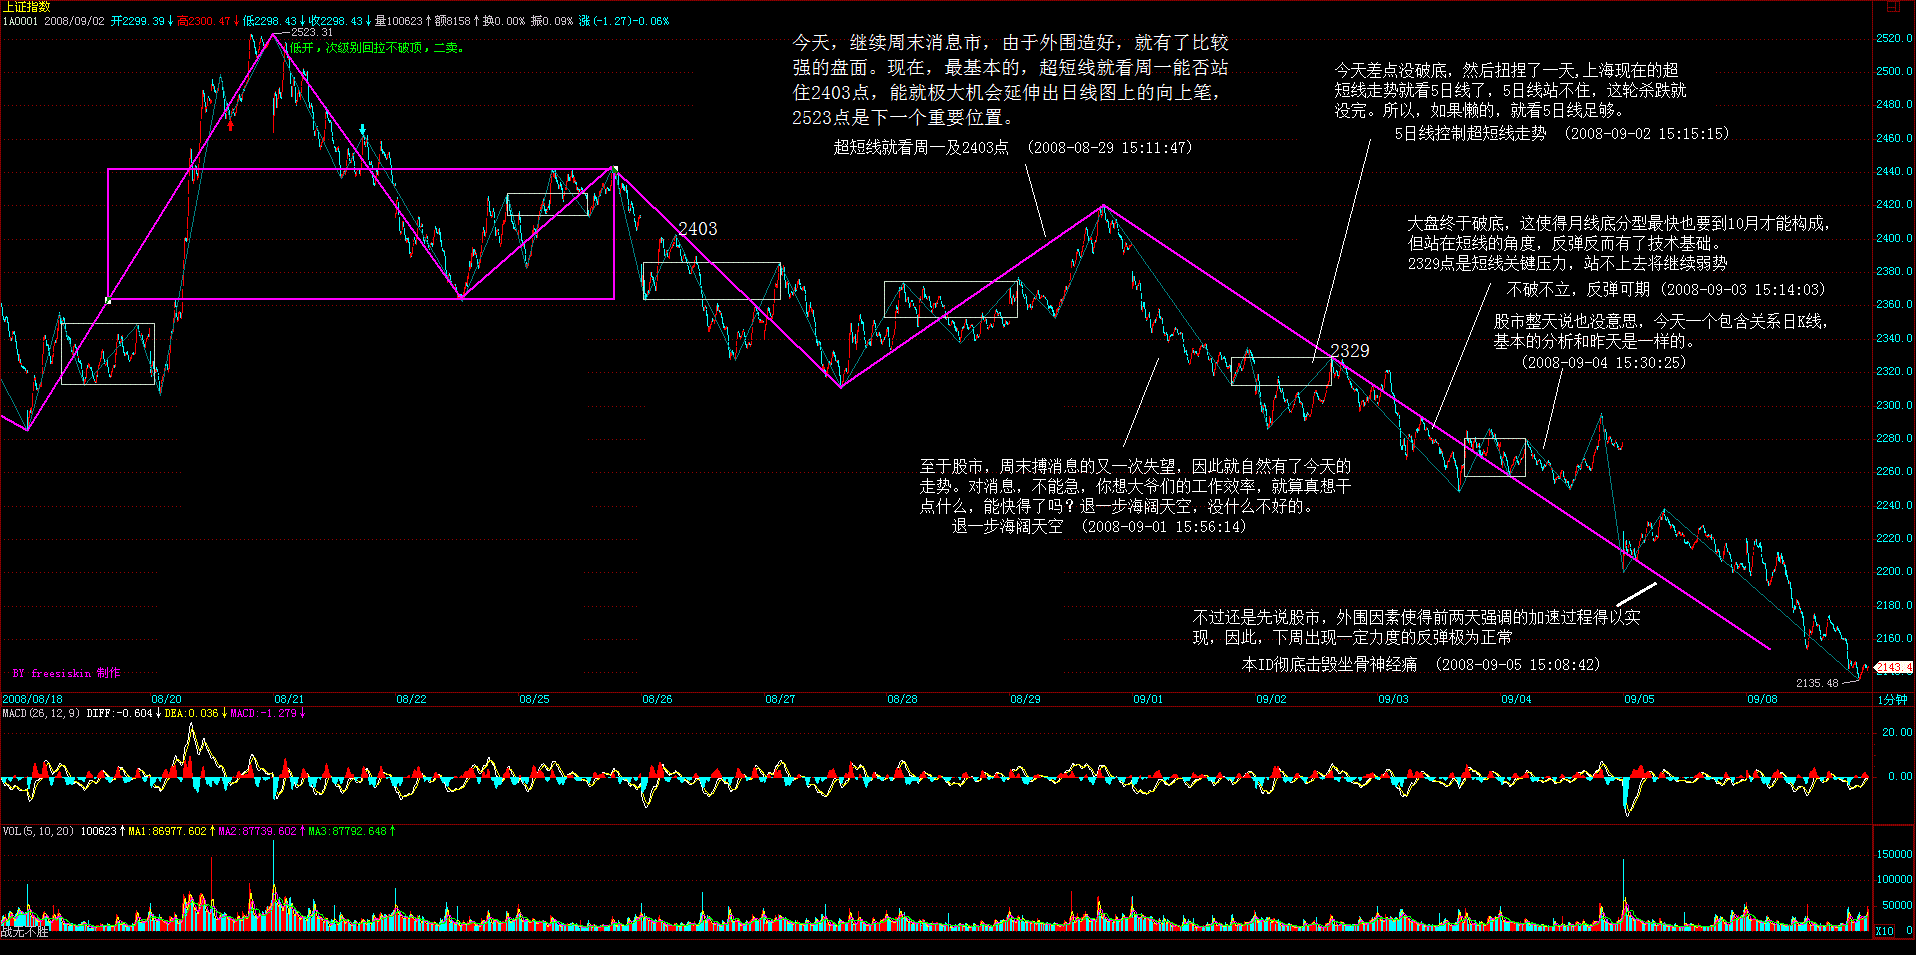 上证指数
1A0001 2008/09/02 开2299.39↓高2300.47↓低2298.43↓收2298.43↓量100623↑额8158↑换0.00% 振0.09% 涨(-1.27)-0.06%
2523.31
低开，次级别回拉不破顶，二卖。
今天，继续周末消息市，由于外围造好，就有了比较
强的盘面。现在，最基本的，超短线就看周一能否站
住2403点，能就极大机会延伸出日线图上的向上笔，
2523点是下一个重要位置。
超短线就看周一及2403点 (2008-08-29 15:11:47)
今天差点没破底，然后扭捏了一天,上海现在的超
短线走势就看5日线了，5日线站不住，这轮杀跌就
没完。所以，如果懒的，就看5日线足够。
5日线控制超短线走势 (2008-09-02 15:15:15)
2403
大盘终于破底，这使得月线底分型最快也要到10月才能构成，
但站在短线的角度，反弹反而有了技术基础。
2329点是短线关键压力，站不上去将继续弱势
不破不立，反弹可期 (2008-09-03 15:14:03)
股市整天说也没意思，今天一个包含关系日K线，
基本的分析和昨天是一样的。
(2008-09-04 15:30:25)
2329
至于股市，周末搏消息的又一次失望，因此就自然有了今天的
走势。对消息，不能急，你想大爷们的工作效率，就算真想干
点什么，能快得了吗？退一步海阔天空，没什么不好的。
退一步海阔天空 (2008-09-01 15:56:14)
不过还是先说股市，外围因素使得前两天强调的加速过程得以实
现，因此，下周出现一定力度的反弹极为正常
本ID彻底击毁坐骨神经痛 (2008-09-05 15:08:42)
BY freesiskin 制作
2135.48
2520.0
2500.0
2480.0
2460.0
2440.0
2420.0
2400.0
2380.0
2360.0
2340.0
2320.0
2300.0
2280.0
2260.0
2240.0
2220.0
2200.0
2180.0
2160.0
2143.4
2008/08/18 08/20 08/21 08/22 08/25 08/26 08/27 08/28 08/29 09/01 09/02 09/03 09/04 09/05 09/08 1分钟
MACD(26,12,9) DIFF:-0.604↓DEA:0.036↓MACD:-1.279↓
20.00
0.00
VOL(5,10,20) 100623↑MA1:86977.602↑MA2:87739.602↑MA3:87792.648↑
150000
100000
50000
X10 0
战无不胜